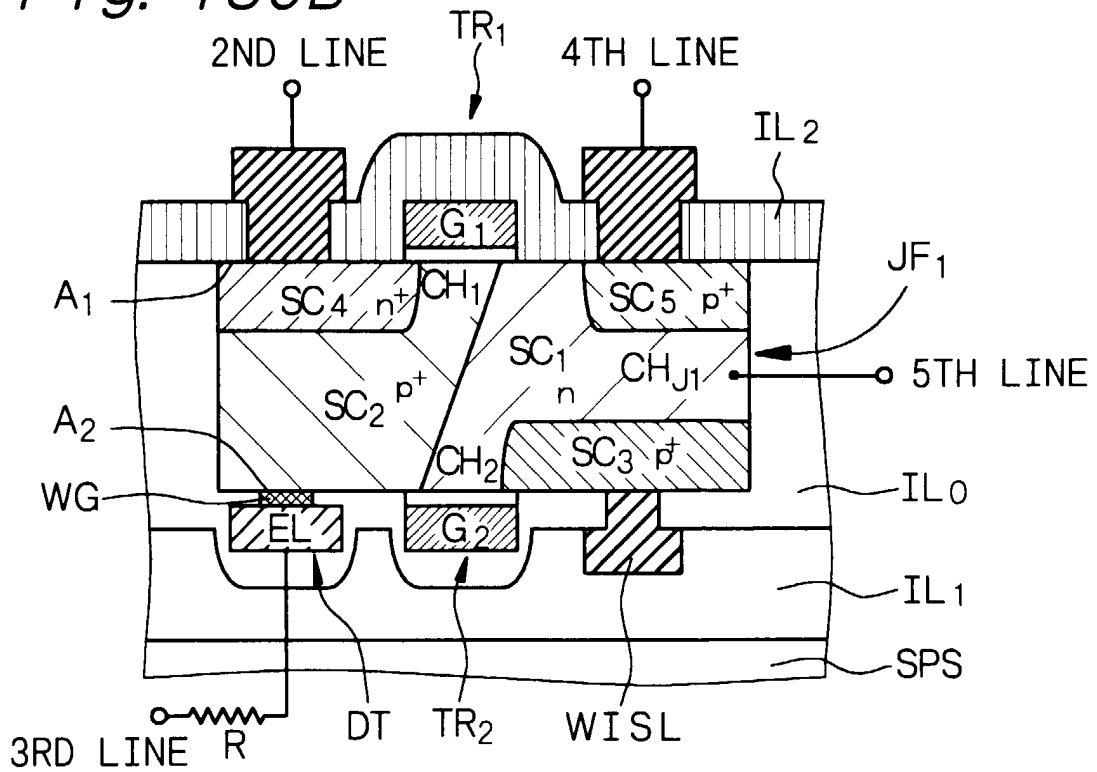 TR1
2ND LINE
4TH LINE
IL2
G1
A1
SC4 n+
CH1
SC5 p+
JF1
SC1
n
CHJ1
5TH LINE
SC2 p+
A2
CH2
SC3 p+
WG
IL0
EL
G2
IL1
SPS
3RD LINE
R
DT
TR2
WISL